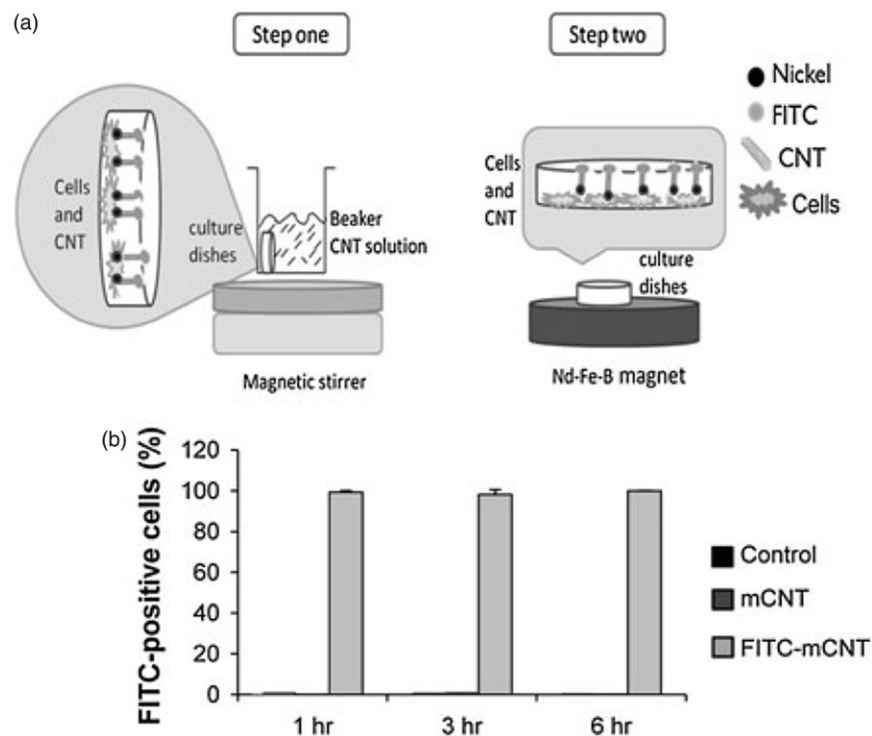 (a)
Step one
Step two
Nickel
FITC
CNT
Cells
Cells
and
CNT
culture
dishes
Beaker
CNT solution
Magnetic stirrer
Cells
and
CNT
culture
dishes
Nd-Fe-B magnet
(b)
FITC-positive cells (%)
120
100
80
60
40
20
0
1 hr
3 hr
6 hr
Control
mCNT
FITC-mCNT